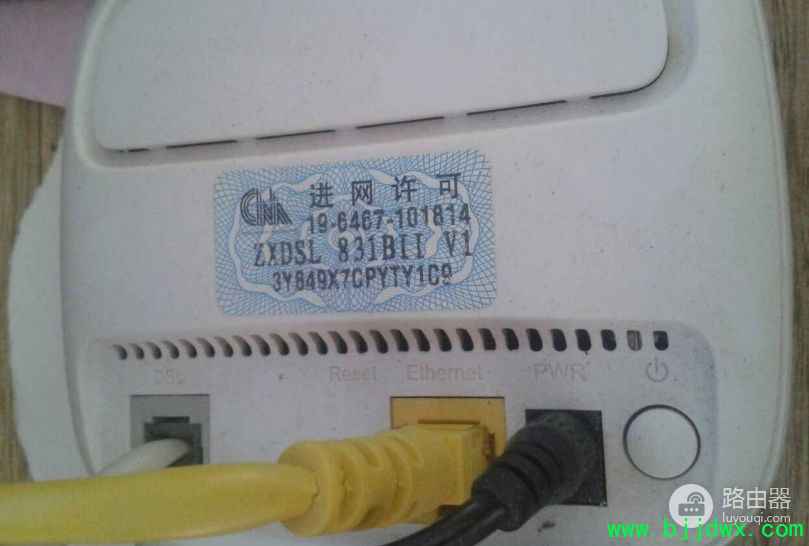 CNA 进网许可
19-6467-101814
ZXDSL 831BII V1
3Y849X7CPYTY1C9
DSL Reset Ethernet PWR
路由器
luyouqi.com
www.bjjdwx.com